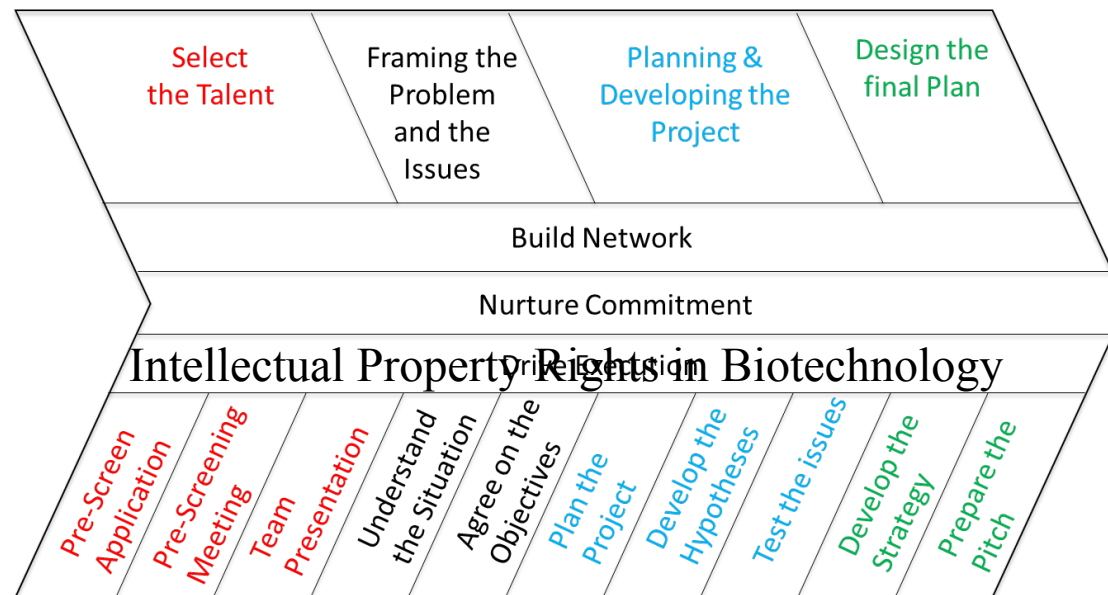 Select
the Talent
Framing the
Problem
and the
Issues
Planning &
Developing the
Project
Design the
final Plan
Build Network
Nurture Commitment
Drive Execution
Intellectual Property Rights in Biotechnology
Pre-Screen
Application
Pre-Screening
Meeting
Team
Presentation
Understand
the Situation
Agree on the
Objectives
Plan the
Project
Develop the
Hypotheses
Test the issues
Develop the
Strategy
Prepare the
Pitch